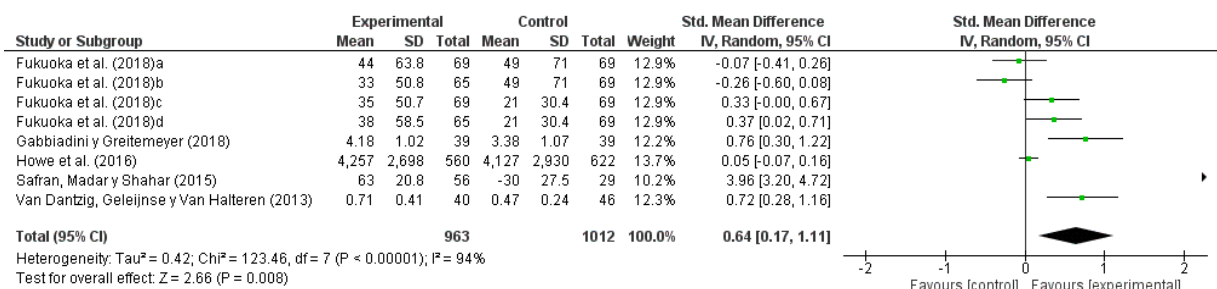 Experimental Control Std. Mean Difference Std. Mean Difference
Study or Subgroup Mean SD Total Mean SD Total Weight IV, Random, 95% CI IV, Random, 95% CI
Fukuoka et al. (2018)a 44 63.8 69 49 71 69 12.9% -0.07 [-0.41, 0.26]
Fukuoka et al. (2018)b 33 50.8 65 49 71 69 12.9% -0.26 [-0.60, 0.08]
Fukuoka et al. (2018)c 35 50.7 69 21 30.4 69 12.9% 0.33 [-0.00, 0.67]
Fukuoka et al. (2018)d 38 58.5 65 21 30.4 69 12.9% 0.37 [0.02, 0.71]
Gabbiadini y Greitemeyer (2018) 4.18 1.02 39 3.38 1.07 39 12.2% 0.76 [0.30, 1.22]
Howe et al. (2016) 4,257 2,698 560 4,127 2,930 622 13.7% 0.05 [-0.07, 0.16]
Safran, Madar y Shahar (2015) 63 20.8 56 -30 27.5 29 10.2% 3.96 [3.20, 4.72]
Van Dantzig, Geleijnse y Van Halteren (2013) 0.71 0.41 40 0.47 0.24 46 12.3% 0.72 [0.28, 1.16]
Total (95% CI) 963 1012 100.0% 0.64 [0.17, 1.11]
Heterogeneity: Tau² = 0.42; Chi² = 123.46, df = 7 (P < 0.00001); I² = 94%
Test for overall effect: Z = 2.66 (P = 0.008)
-2 -1 0 1 2
Favours [control] Favours [experimental]